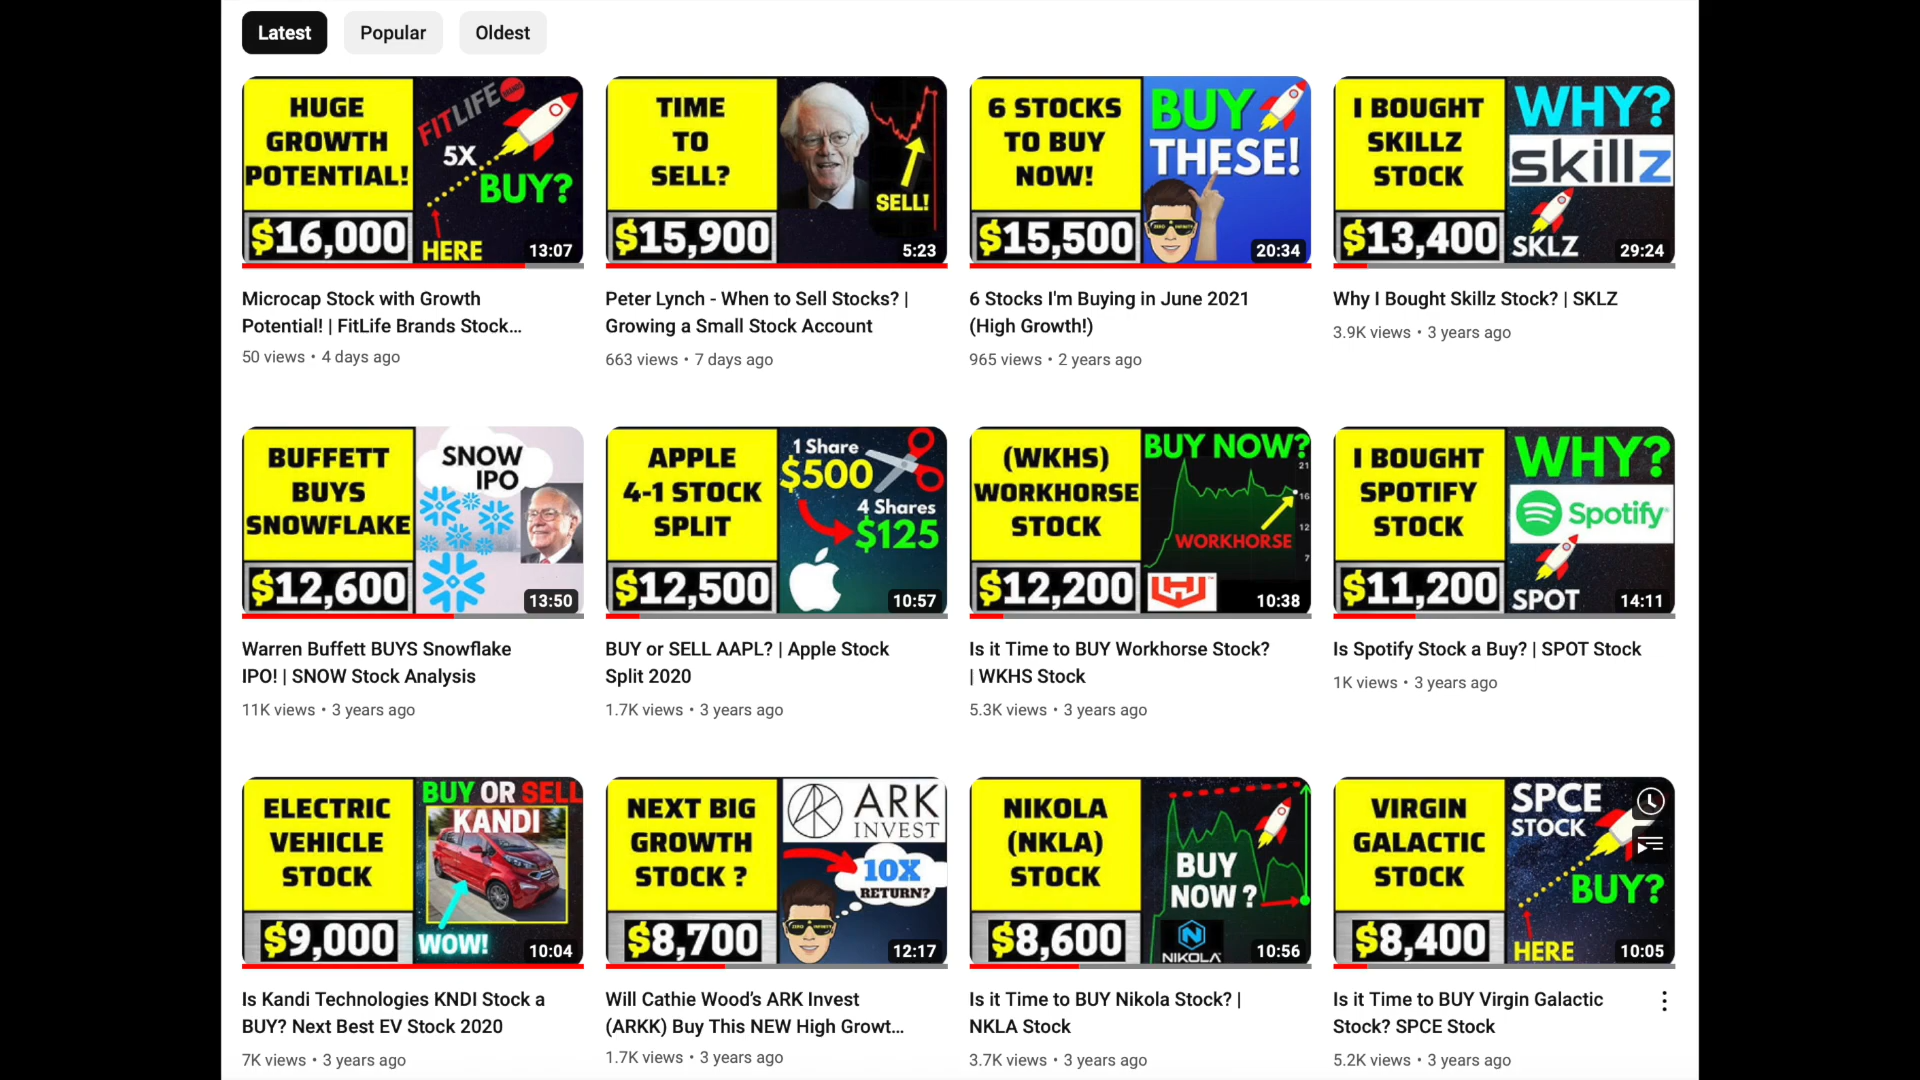 Latest
Popular
Oldest
HUGE
GROWTH
POTENTIAL!
$16,000
FITLIFE
BRANDS
5X
BUY?
HERE
13:07
Microcap Stock with Growth
Potential! | FitLife Brands Stock...
50 views • 4 days ago
TIME
TO
SELL?
$15,900
SELL!
5:23
Peter Lynch - When to Sell Stocks? |
Growing a Small Stock Account
663 views • 7 days ago
6 STOCKS
TO BUY
NOW!
$15,500
BUY
THESE!
ZERO INFINITY
20:34
6 Stocks I'm Buying in June 2021
(High Growth!)
965 views • 2 years ago
I BOUGHT
SKILLZ
STOCK
$13,400
WHY?
skillz
SKLZ
29:24
Why I Bought Skillz Stock? | SKLZ
3.9K views • 3 years ago
BUFFETT
BUYS
SNOWFLAKE
$12,600
SNOW
IPO
13:50
Warren Buffett BUYS Snowflake
IPO! | SNOW Stock Analysis
11K views • 3 years ago
APPLE
4-1 STOCK
SPLIT
$12,500
1 Share
$500
4 Shares
$125
10:57
BUY or SELL AAPL? | Apple Stock
Split 2020
1.7K views • 3 years ago
(WKHS)
WORKHORSE
STOCK
$12,200
BUY NOW?
21
16
12
7
WORKHORSE
10:38
Is it Time to BUY Workhorse Stock?
| WKHS Stock
5.3K views • 3 years ago
I BOUGHT
SPOTIFY
STOCK
$11,200
WHY?
Spotify
SPOT
14:11
Is Spotify Stock a Buy? | SPOT Stock
1K views • 3 years ago
ELECTRIC
VEHICLE
STOCK
$9,000
BUY OR SELL
KANDI
WOW!
10:04
Is Kandi Technologies KNDI Stock a
BUY? Next Best EV Stock 2020
7K views • 3 years ago
NEXT BIG
GROWTH
STOCK ?
$8,700
ARK
INVEST
10X
RETURN?
ZERO INFINITY
12:17
Will Cathie Wood’s ARK Invest
(ARKK) Buy This NEW High Growt...
1.7K views • 3 years ago
NIKOLA
(NKLA)
STOCK
$8,600
BUY
NOW ?
NIKOLA
10:56
Is it Time to BUY Nikola Stock? |
NKLA Stock
3.7K views • 3 years ago
VIRGIN
GALACTIC
STOCK
$8,400
SPCE
STOCK
BUY?
HERE
10:05
Is it Time to BUY Virgin Galactic
Stock? SPCE Stock
5.2K views • 3 years ago